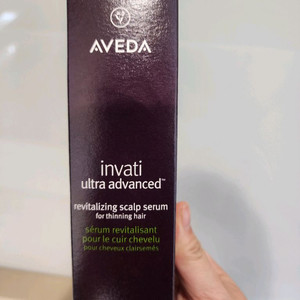 AVEDA
invati
ultra advanced™
revitalizing scalp serum
for thinning hair
sérum revitalisant
pour le cuir chevelu
pour cheveux clairsemés